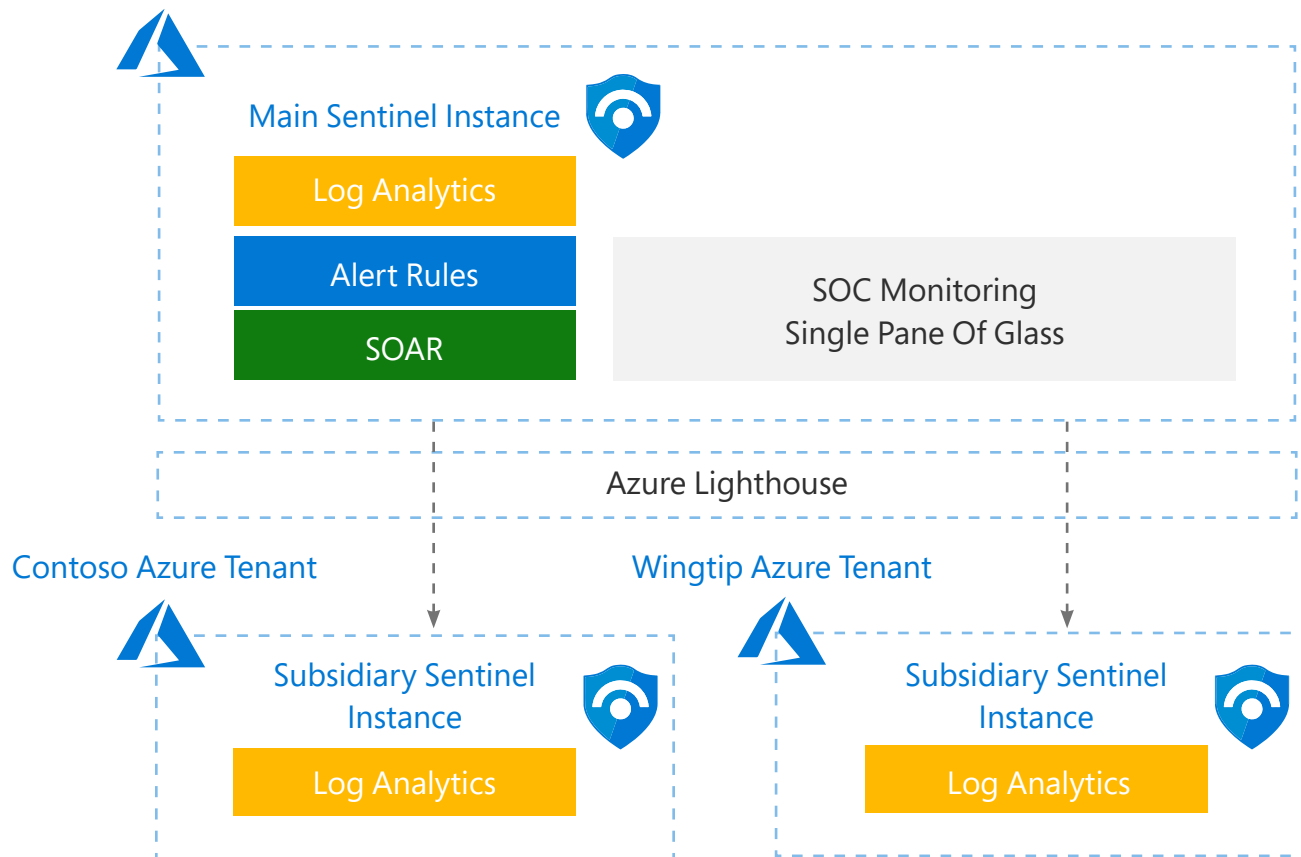 Main Sentinel Instance
Log Analytics
Alert Rules
SOAR
SOC Monitoring
Single Pane Of Glass
Azure Lighthouse
Contoso Azure Tenant
Subsidiary Sentinel
Instance
Log Analytics
Wingtip Azure Tenant
Subsidiary Sentinel
Instance
Log Analytics